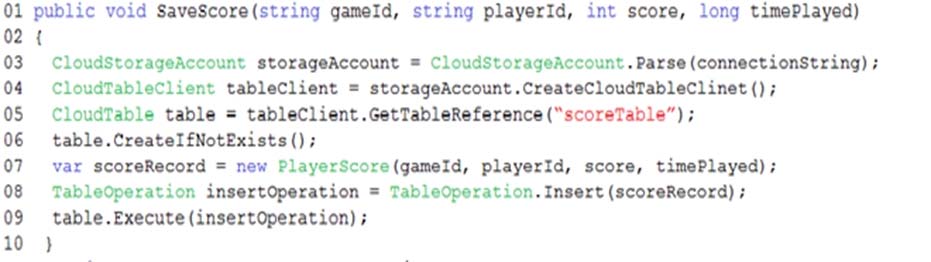 01 public void SaveScore(string gameId, string playerId, int score, long timePlayed)
02 {
03 CloudStorageAccount storageAccount = CloudStorageAccount.Parse(connectionString);
04 CloudTableClient tableClient = storageAccount.CreateCloudTableClinet();
05 CloudTable table = tableClient.GetTableReference(“scoreTable”);
06 table.CreateIfNotExists();
07 var scoreRecord = new PlayerScore(gameId, playerId, score, timePlayed);
08 TableOperation insertOperation = TableOperation.Insert(scoreRecord);
09 table.Execute(insertOperation);
10 }